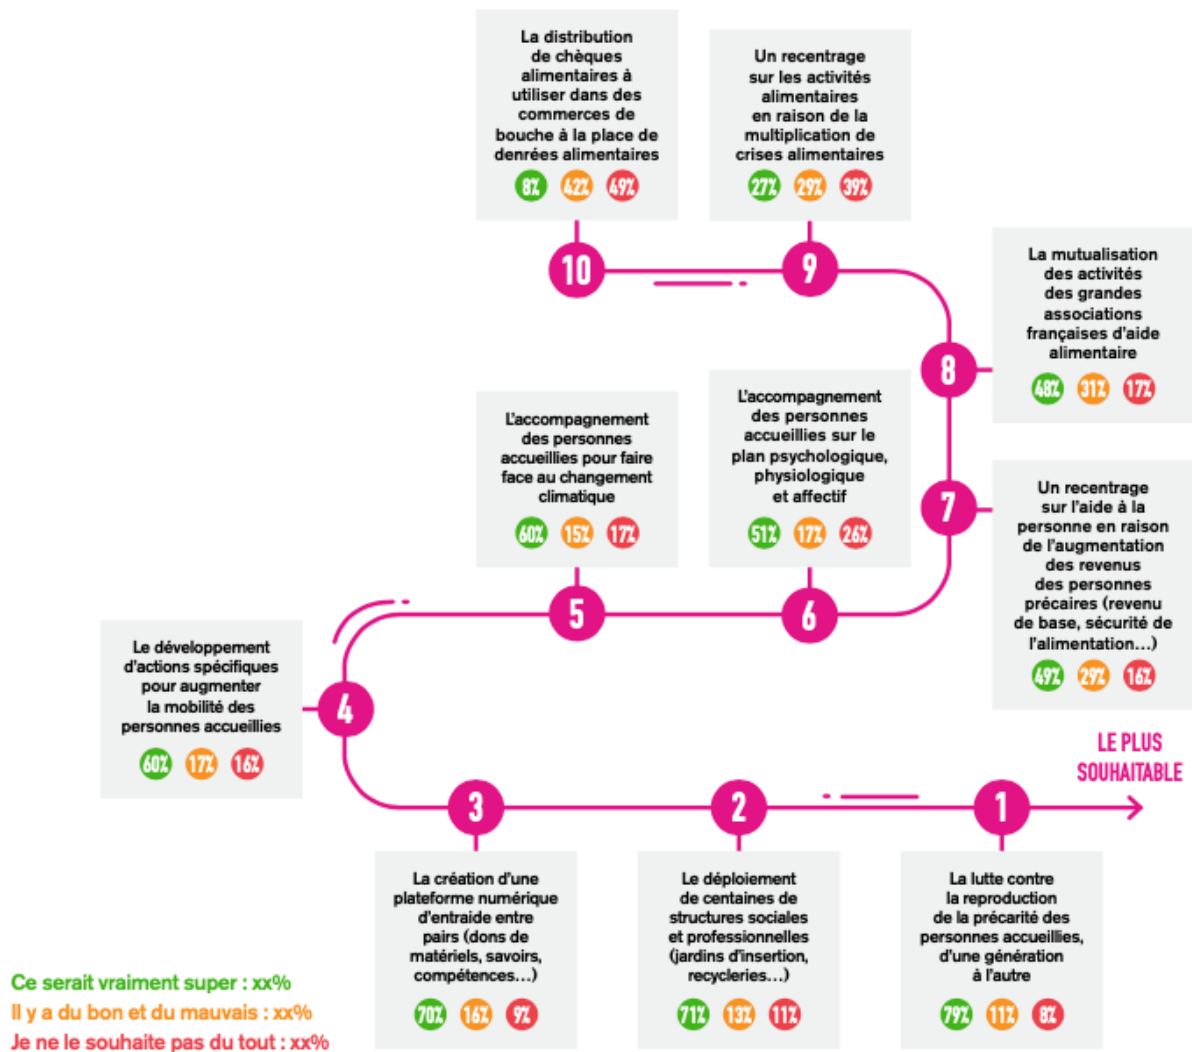 La distribution
de chèques
alimentaires à
utiliser dans des
commerces de
bouche à la place de
denrées alimentaires
8% 42% 49%
10
Un recentrage
sur les activités
alimentaires
en raison de la
multiplication de
crises alimentaires
27% 29% 39%
9
La mutualisation
des activités
des grandes
associations
françaises d'aide
alimentaire
48% 31% 17%
8
L'accompagnement
des personnes
accueillies pour faire
face au changement
climatique
60% 15% 17%
5
L'accompagnement
des personnes
accueillies sur le
plan psychologique,
physiologique
et affectif
51% 17% 26%
6
Un recentrage
sur l'aide à la
personne en raison
de l'augmentation
des revenus
des personnes
précaires (revenu
de base, sécurité de
l'alimentation...)
49% 29% 16%
7
Le développement
d'actions spécifiques
pour augmenter
la mobilité des
personnes accueillies
60% 17% 16%
4
LE PLUS
SOUHAITABLE
3
La création d'une
plateforme numérique
d'entraide entre
pairs (dons de
matériels, savoirs,
compétences...)
70% 16% 9%
2
Le déploiement
de centaines de
structures sociales
et professionnelles
(jardins d'insertion,
recycleries...)
71% 13% 11%
1
La lutte contre
la reproduction
de la précarité des
personnes accueillies,
d'une génération
à l'autre
79% 11% 8%
Ce serait vraiment super : xx%
Il y a du bon et du mauvais : xx%
Je ne le souhaite pas du tout : xx%